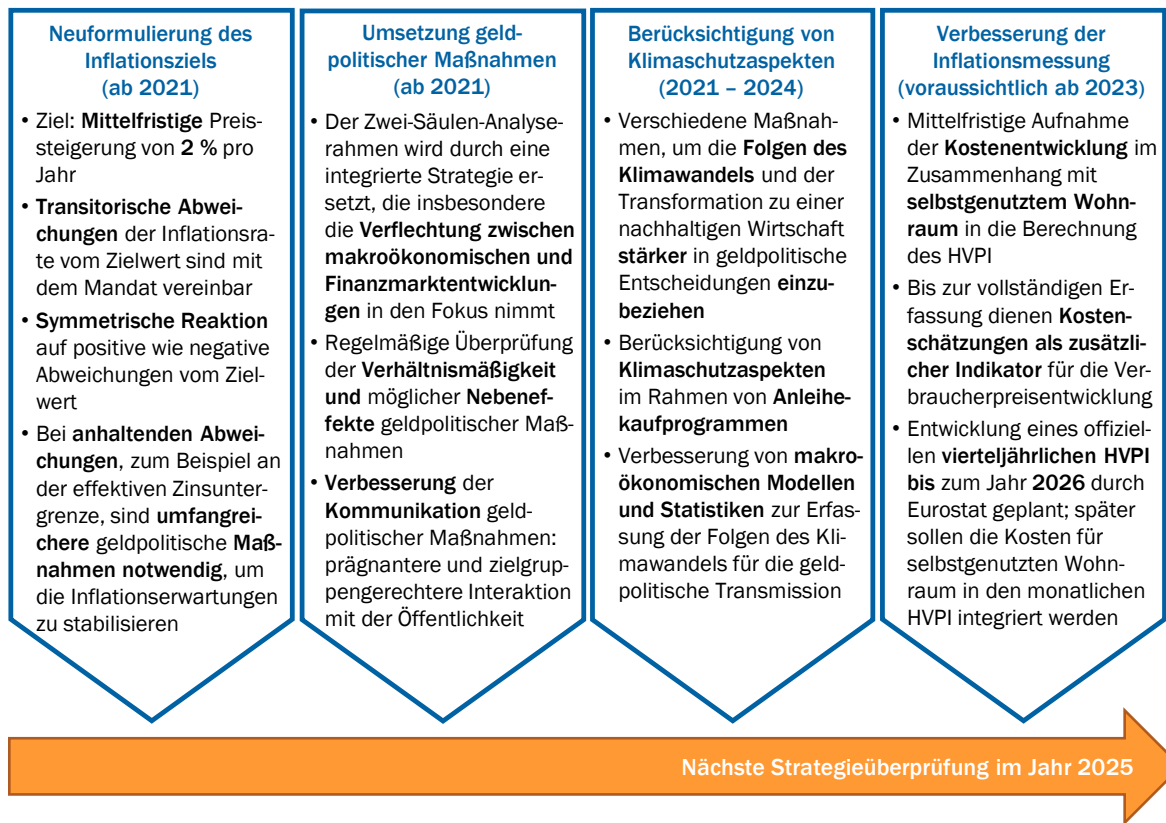 Neuformulierung des
Inflationsziels
(ab 2021)
• Ziel: Mittelfristige Preis-
steigerung von 2 % pro
Jahr
• Transitorische Abwei-
chungen der Inflationsra-
te vom Zielwert sind mit
dem Mandat vereinbar
• Symmetrische Reaktion
auf positive wie negative
Abweichungen vom Ziel-
wert
• Bei anhaltenden Abwei-
chungen, zum Beispiel an
der effektiven Zinsunter-
grenze, sind umfangrei-
chere geldpolitische Maß-
nahmen notwendig, um
die Inflationserwartungen
zu stabilisieren
Umsetzung geld-
politischer Maßnahmen
(ab 2021)
• Der Zwei-Säulen-Analyse-
rahmen wird durch eine
integrierte Strategie er-
setzt, die insbesondere
die Verflechtung zwischen
makroökonomischen und
Finanzmarktentwicklun-
gen in den Fokus nimmt
• Regelmäßige Überprüfung
der Verhältnismäßigkeit
und möglicher Nebenef-
fekte geldpolitischer Maß-
nahmen
• Verbesserung der
Kommunikation geld-
politischer Maßnahmen:
prägnantere und zielgrup-
pengerechtere Interaktion
mit der Öffentlichkeit
Berücksichtigung von
Klimaschutzaspekten
(2021 – 2024)
• Verschiedene Maßnah-
men, um die Folgen des
Klimawandels und der
Transformation zu einer
nachhaltigen Wirtschaft
stärker in geldpolitische
Entscheidungen einzu-
beziehen
• Berücksichtigung von
Klimaschutzaspekten
im Rahmen von Anleihe-
kaufprogrammen
• Verbesserung von makro-
ökonomischen Modellen
und Statistiken zur Erfas-
sung der Folgen des Kli-
mawandels für die geld-
politische Transmission
Verbesserung der
Inflationsmessung
(voraussichtlich ab 2023)
• Mittelfristige Aufnahme
der Kostenentwicklung im
Zusammenhang mit
selbstgenutztem Wohn-
raum in die Berechnung
des HVPI
• Bis zur vollständigen Er-
fassung dienen Kosten-
schätzungen als zusätzli-
cher Indikator für die Ver-
braucherpreisentwicklung
• Entwicklung eines offiziel-
len vierteljährlichen HVPI
bis zum Jahr 2026 durch
Eurostat geplant; später
sollen die Kosten für
selbstgenutzten Wohn-
raum in den monatlichen
HVPI integriert werden
Nächste Strategieüberprüfung im Jahr 2025